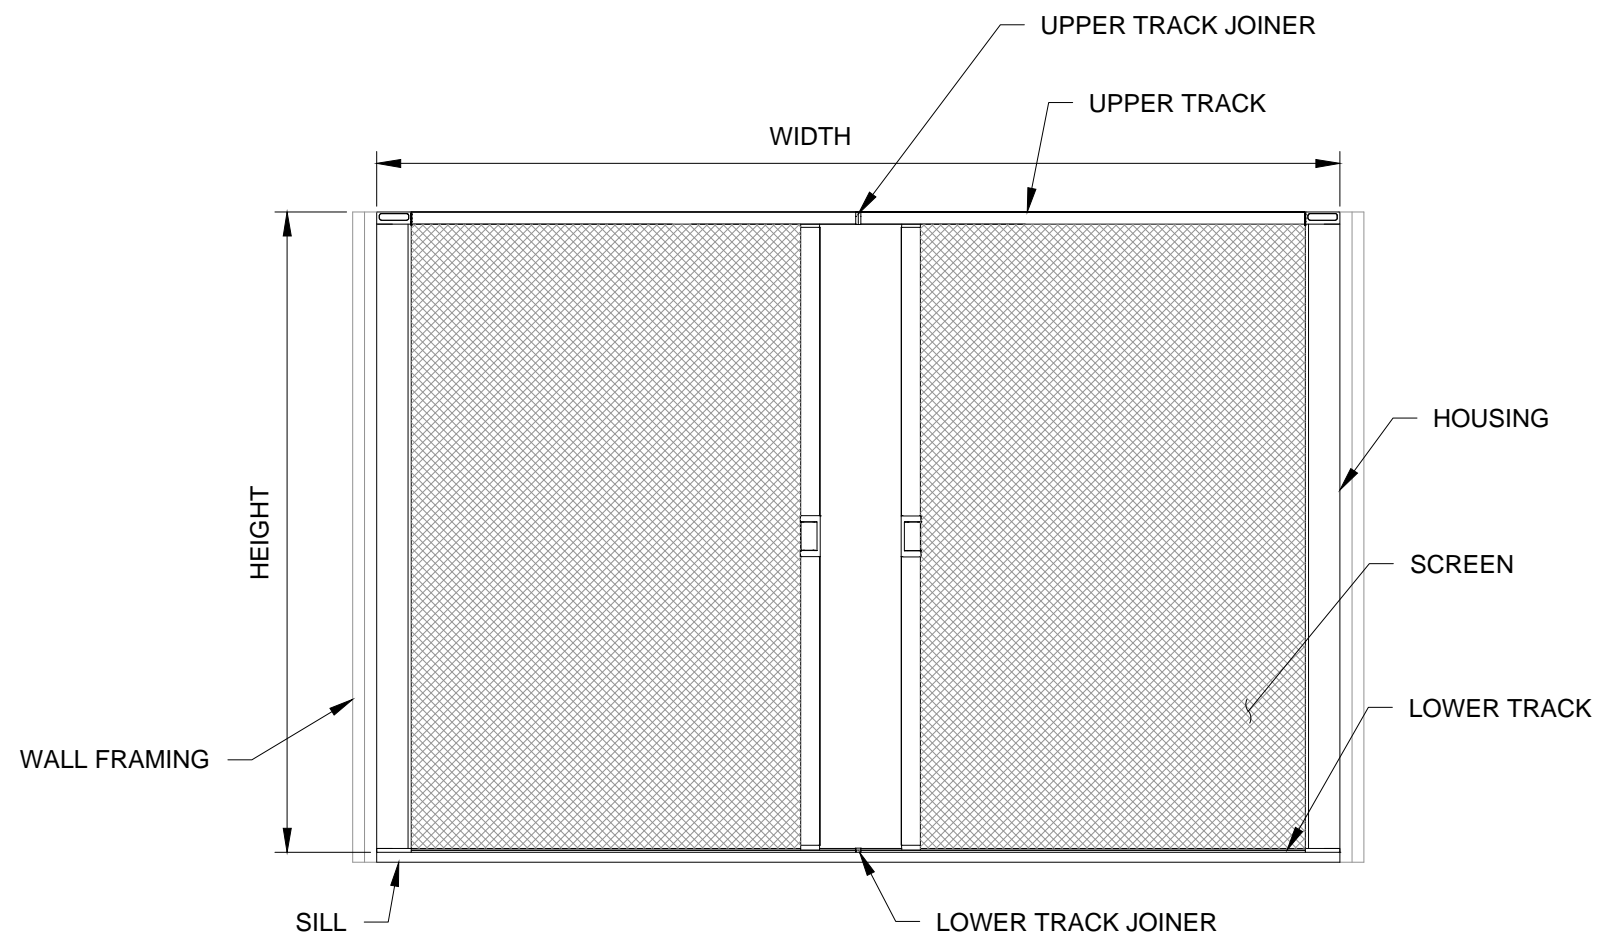 UPPER TRACK JOINER
UPPER TRACK
WIDTH
HOUSING
HEIGHT
SCREEN
LOWER TRACK
WALL FRAMING
SILL
LOWER TRACK JOINER